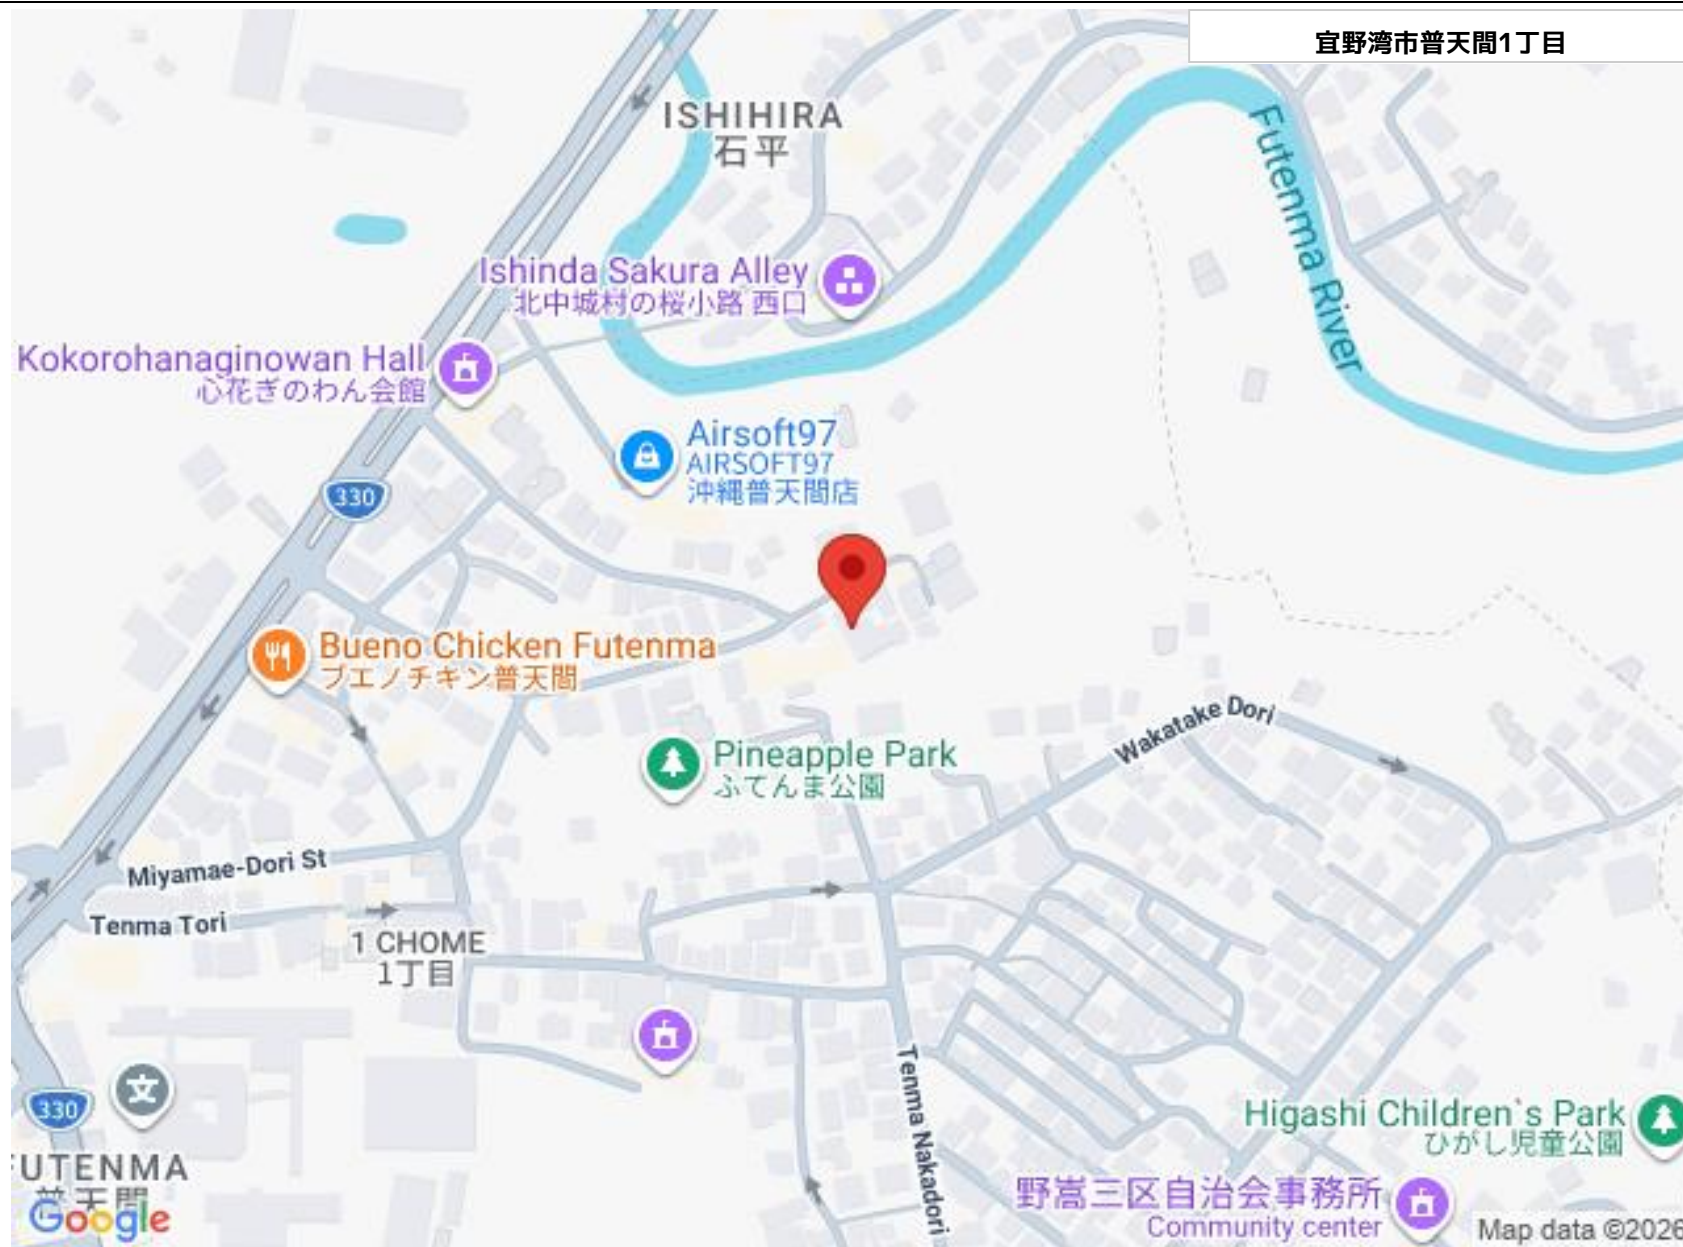 宜野湾市普天間1丁目
ISHIHIRA
石平
Futenma River
Ishinda Sakura Alley
北中城村の桜小路 西口
Kokorohanaginowan Hall
心花ぎのわん会館
Airsoft97
AIRSOFT97
沖縄普天間店
330
Bueno Chicken Futenma
ブエノチキン普天間
Wakatake Dori
Pineapple Park
ふてんま公園
Miyamae-Dori St
Tenma Tori
1 CHOME
1丁目
Tenma Nakadori
330
文
Higashi Children`s Park
ひがし児童公園
FUTENMA
普天間
野嵩三区自治会事務所
Community center
Google
Map data ©2026